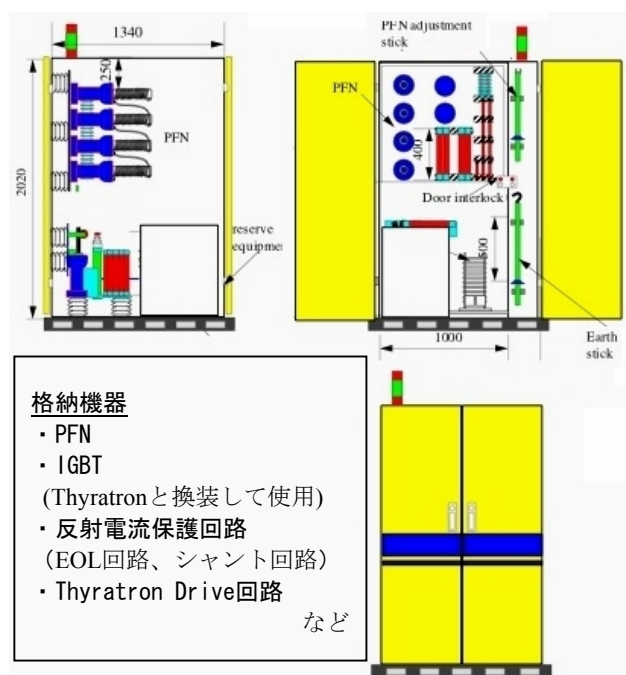 1340
250
PFN
2020
reserve
equipme
PFN adjustment
stick
PFN
400
Door interlock
500
1000
Earth
stick
格納機器
・PFN
・IGBT
(Thyratronと換装して使用)
・反射電流保護回路
（EOL回路、シャント回路）
・Thyratron Drive回路
など